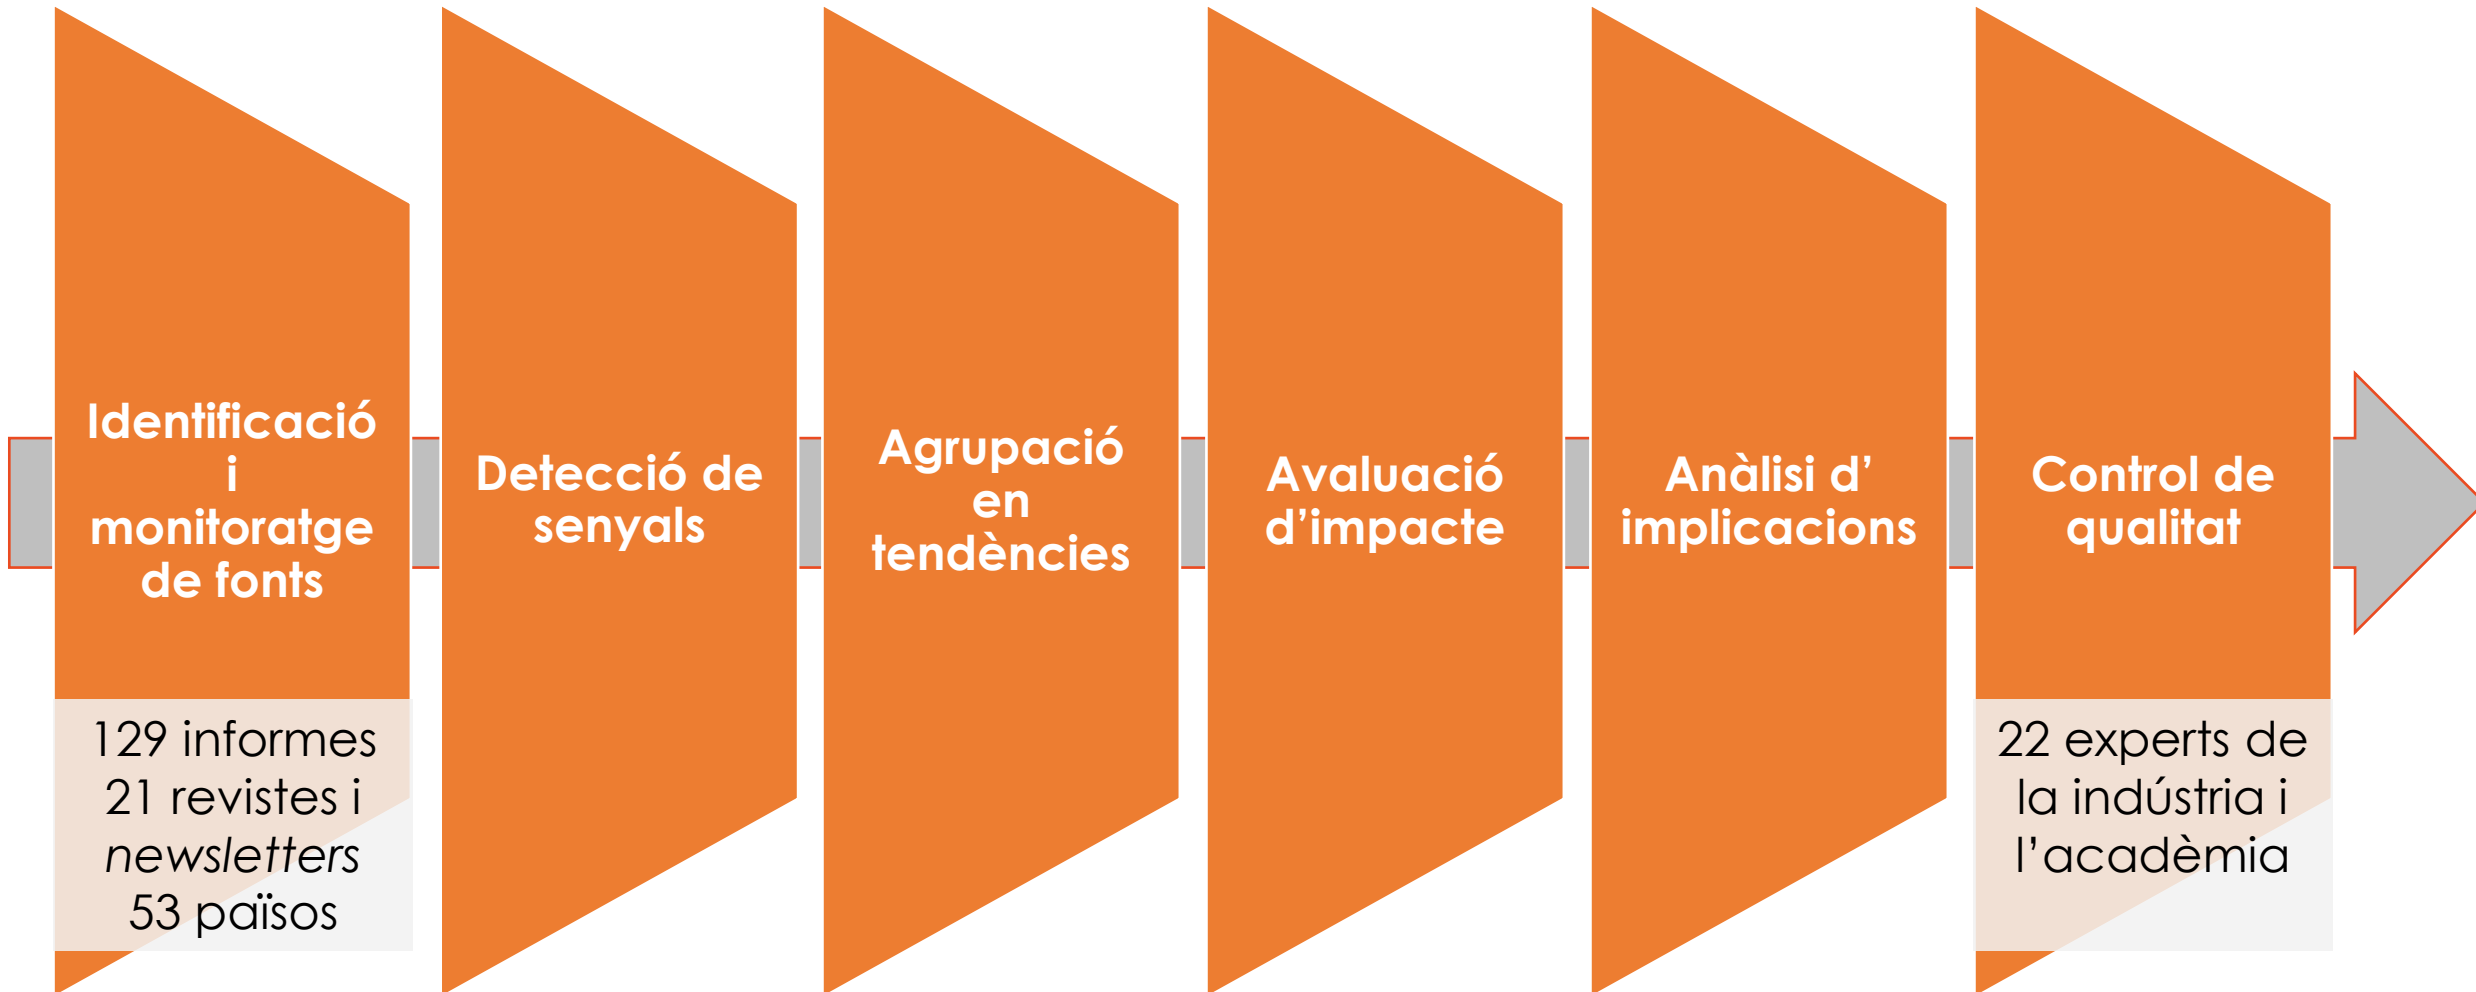 Identificació
i
monitoratge
de fonts
129 informes
21 revistes i
newsletters
53 països
Detecció de
senyals
Agrupació
en
tendències
Avaluació
d’impacte
Anàlisi d’
implicacions
Control de
qualitat
22 experts de
la indústria i
l’acadèmia